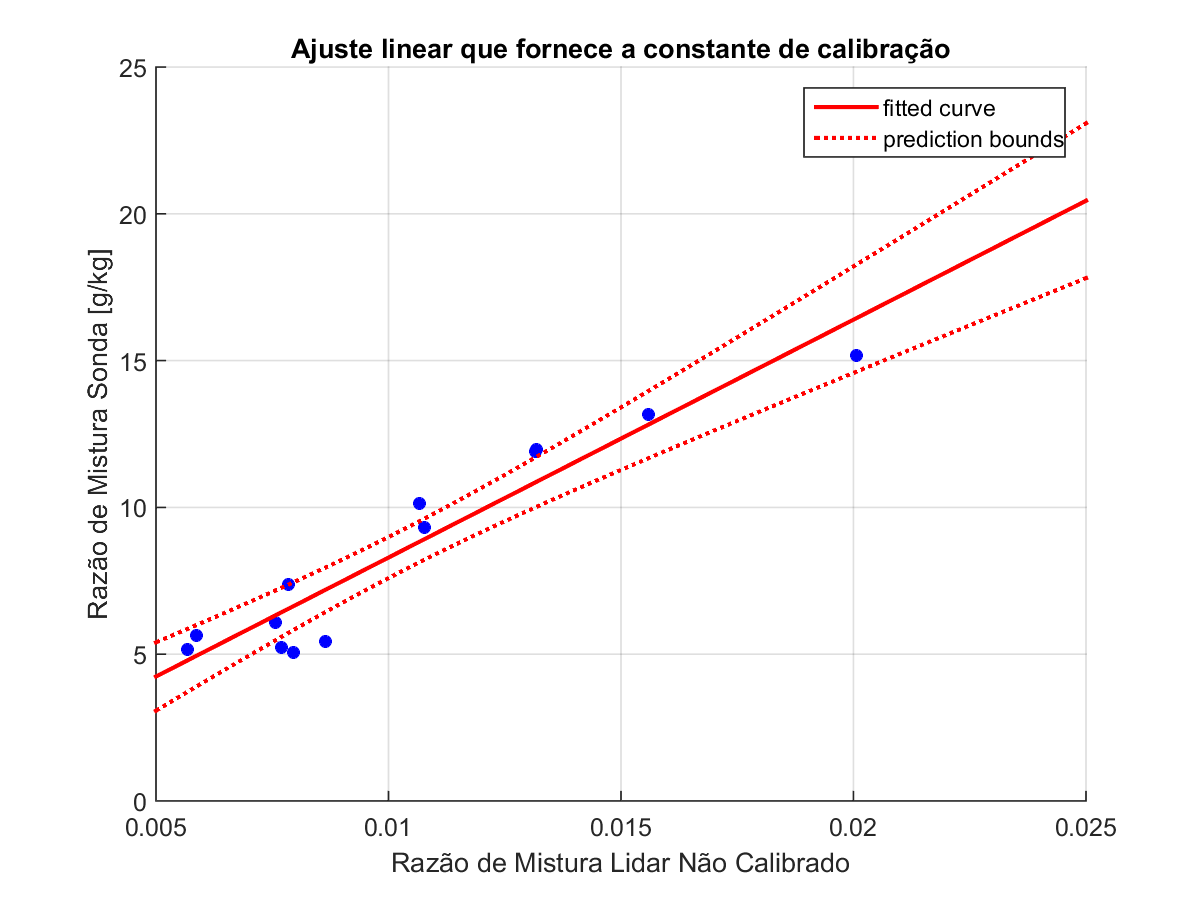 Ajuste linear que fornece a constante de calibração
fitted curve
prediction bounds
Razão de Mistura Sonda [g/kg]
25
20
15
10
5
0
0.005
0.01
0.015
0.02
0.025
Razão de Mistura Lidar Não Calibrado